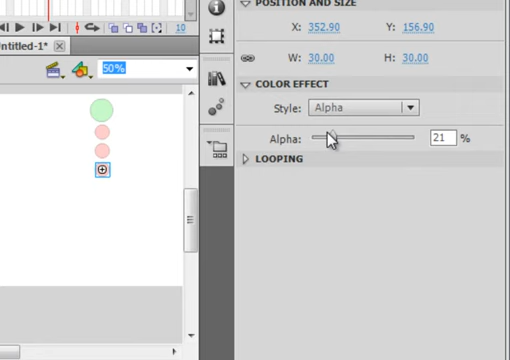 POSITION AND SIZE
X: 352.90 Y: 156.90
10
ntitled-1*
50%
W: 30.00 H: 30.00
COLOR EFFECT
Style: Alpha
Alpha: 21 %
LOOPING